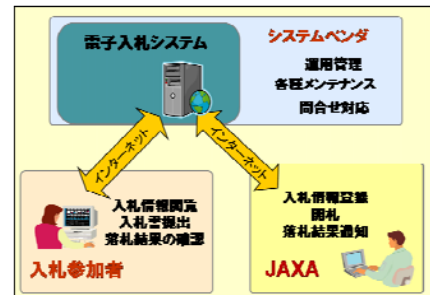 電子入札システム
システムベンダ
運用管理
各種メンテナンス
問合せ対応
インターネット
インターネット
入札情報閲覧
入札書提出
落札結果の確認
入札参加者
入札情報登録
開札
落札結果通知
JAXA